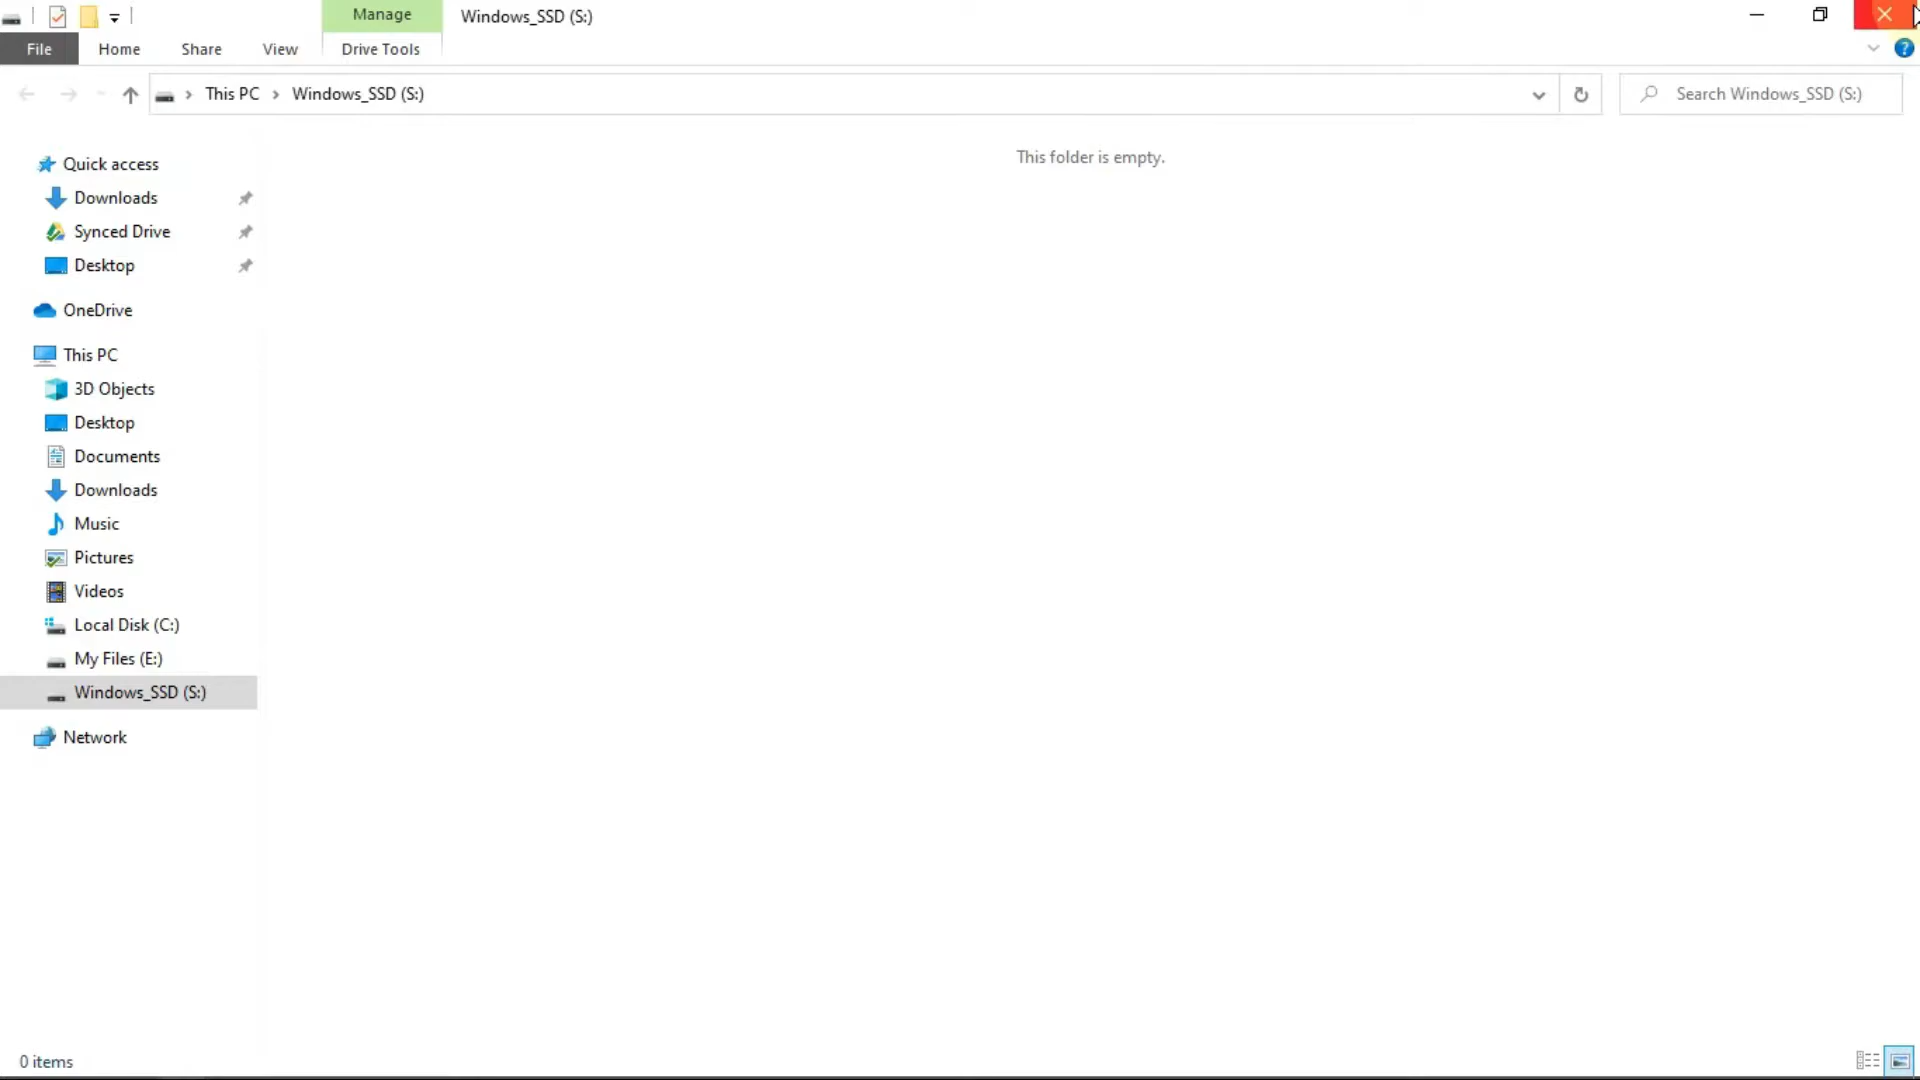 Manage
Windows_SSD (S:)
File
Home
Share
View
Drive Tools
This PC
Windows_SSD (S:)
Search Windows_SSD (S:)
This folder is empty.
Quick access
Downloads
Synced Drive
Desktop
OneDrive
This PC
3D Objects
Desktop
Documents
Downloads
Music
Pictures
Videos
Local Disk (C:)
My Files (E:)
Windows_SSD (S:)
Network
0 items